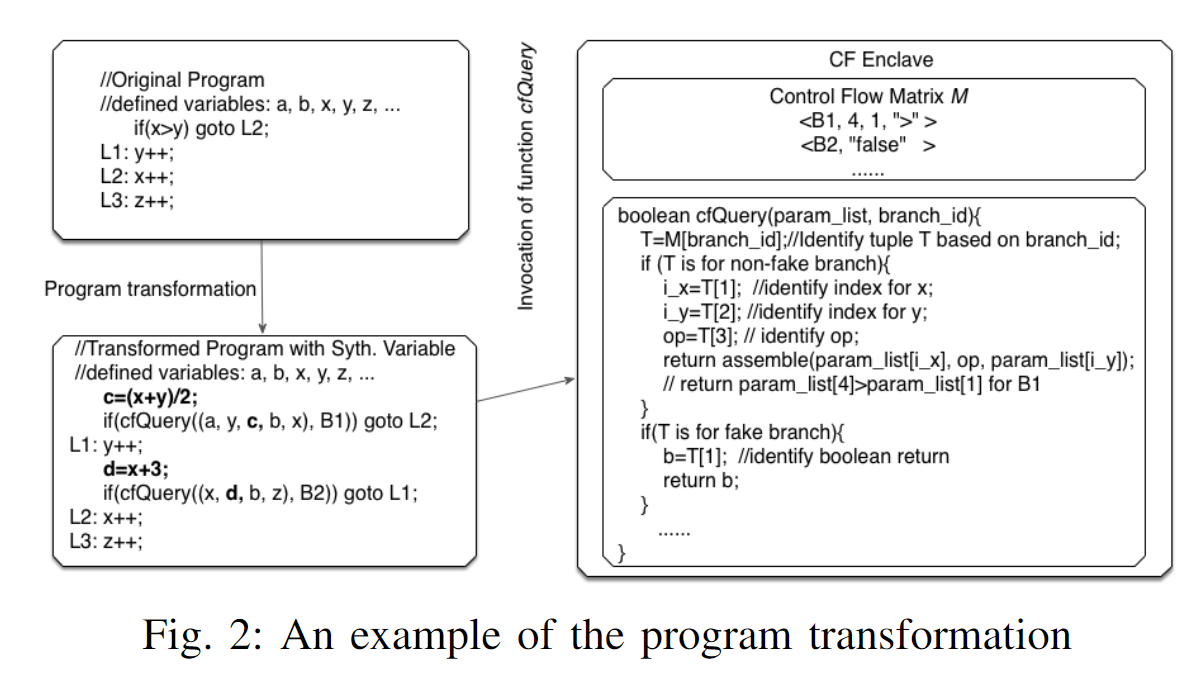 //Original Program
//defined variables: a, b, x, y, z, ...
if(x>y) goto L2;
L1: y++;
L2: x++;
L3: z++;
Program transformation
//Transformed Program with Syth. Variable
//defined variables: a, b, x, y, z, ...
c=(x+y)/2;
if(cfQuery((a, y, c, b, x), B1)) goto L2;
L1: y++;
d=x+3;
if(cfQuery((x, d, b, z), B2)) goto L1;
L2: x++;
L3: z++;
Invocation of function cfQuery
CF Enclave
Control Flow Matrix M
<B1, 4, 1, ">" >
<B2, "false" >
......
boolean cfQuery(param_list, branch_id){
T=M[branch_id];//Identify tuple T based on branch_id;
if (T is for non-fake branch){
i_x=T[1]; //identify index for x;
i_y=T[2]; //identify index for y;
op=T[3]; // identify op;
return assemble(param_list[i_x], op, param_list[i_y]);
// return param_list[4]>param_list[1] for B1
}
if(T is for fake branch){
b=T[1]; //identify boolean return
return b;
}
......
}
Fig. 2: An example of the program transformation